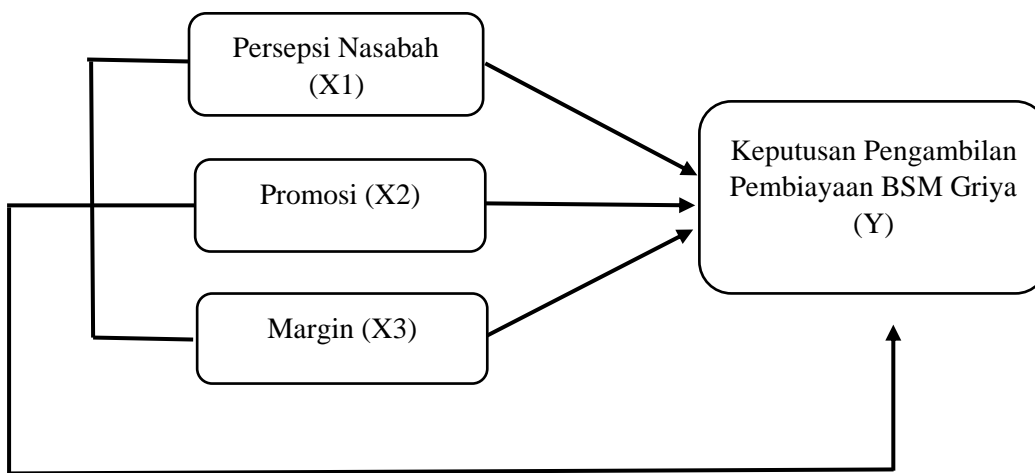 Persepsi Nasabah
(X1)
Promosi (X2)
Margin (X3)
Keputusan Pengambilan
Pembiayaan BSM Griya
(Y)